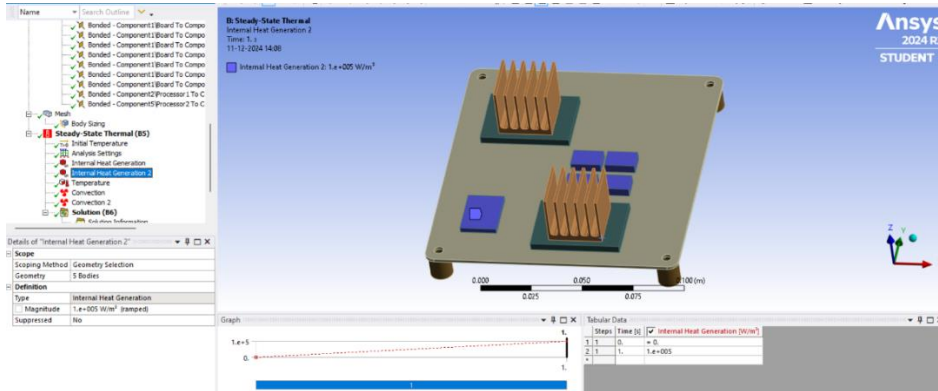 Name
Search Outline
Bonded - Component1\Board To Compo
Bonded - Component1\Board To Compo
Bonded - Component1\Board To Compo
Bonded - Component1\Board To Compo
Bonded - Component1\Board To Compo
Bonded - Component1\Board To Compo
Bonded - Component1\Board To Compo
Bonded - Component2\Processor1 To C
Bonded - Component5\Processor2 To C
Mesh
Body Sizing
Steady-State Thermal (B5)
Initial Temperature
Analysis Settings
Internal Heat Generation
Internal Heat Generation 2
Temperature
Convection
Convection 2
Solution (B6)
Solution Information
Details of "Internal Heat Generation 2"
Scope
Scoping Method Geometry Selection
Geometry 5 Bodies
Definition
Type Internal Heat Generation
Magnitude 1.e+005 W/m³ (ramped)
Suppressed No
B: Steady-State Thermal
Internal Heat Generation 2
Time: 1. s
11-12-2024 14:08
Internal Heat Generation 2: 1.e+005 W/m³
Ansys
2024 R
STUDENT
Z
Y
X
0.000 0.050 0.100 (m)
0.025 0.075
Graph
1.
1.e+5
0.
1.
1
Tabular Data
Steps Time [s] Internal Heat Generation [W/m³]
1 1 0. = 0.
2 1 1. 1.e+005
*